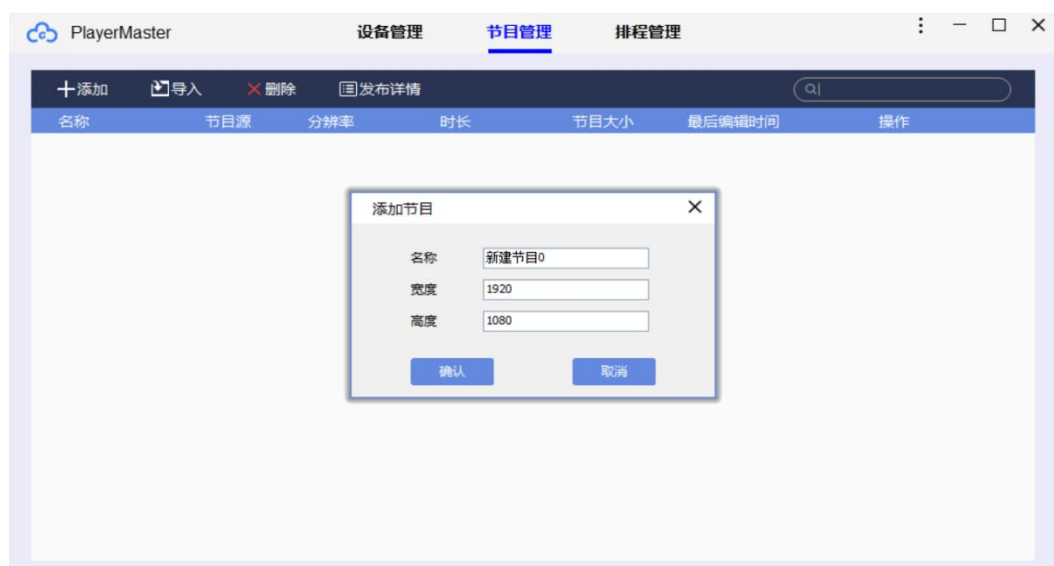 PlayerMaster 设备管理 节目管理 排程管理
添加 导入 删除 发布详情
名称 节目源 分辨率 时长 节目大小 最后编辑时间 操作
添加节目
名称 新建节目0
宽度 1920
高度 1080
确认 取消